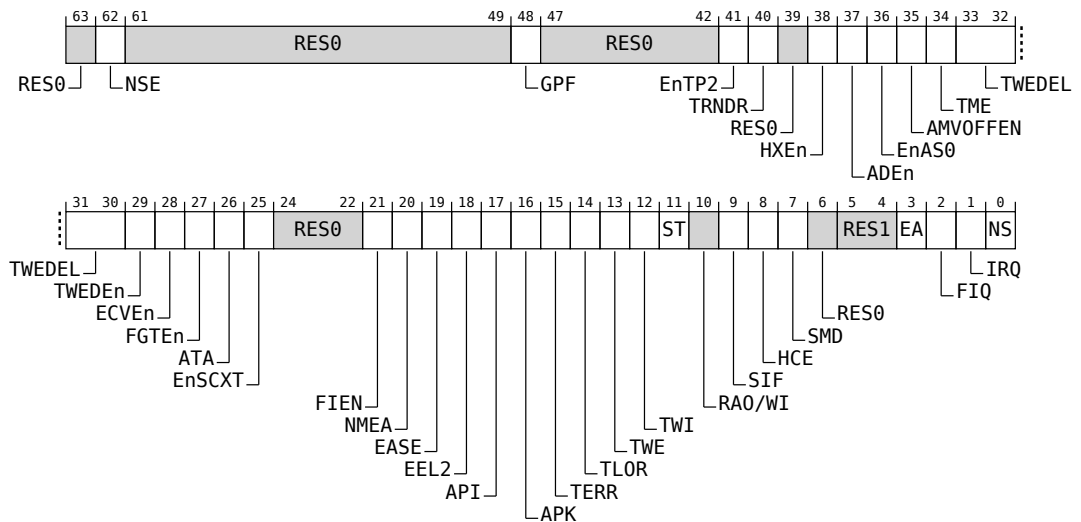 63 62 61 49 48 47 42 41 40 39 38 37 36 35 34 33 32
RES0 RES0
RES0 NSE GPF EnTP2 TWEDEL
TRNDR TME
RES0 AMVOFFEN
HXEn EnAS0
ADEn
31 30 29 28 27 26 25 24 22 21 20 19 18 17 16 15 14 13 12 11 10 9 8 7 6 5 4 3 2 1 0
RES0 ST RES1 EA NS
TWEDEL IRQ
TWEDEn FIQ
ECVEn RES0
FGTEn SMD
ATA HCE
EnSCXT SIF
FIEN RAO/WI
NMEA TWI
EASE TWE
EEL2 TLOR
API TERR
APK